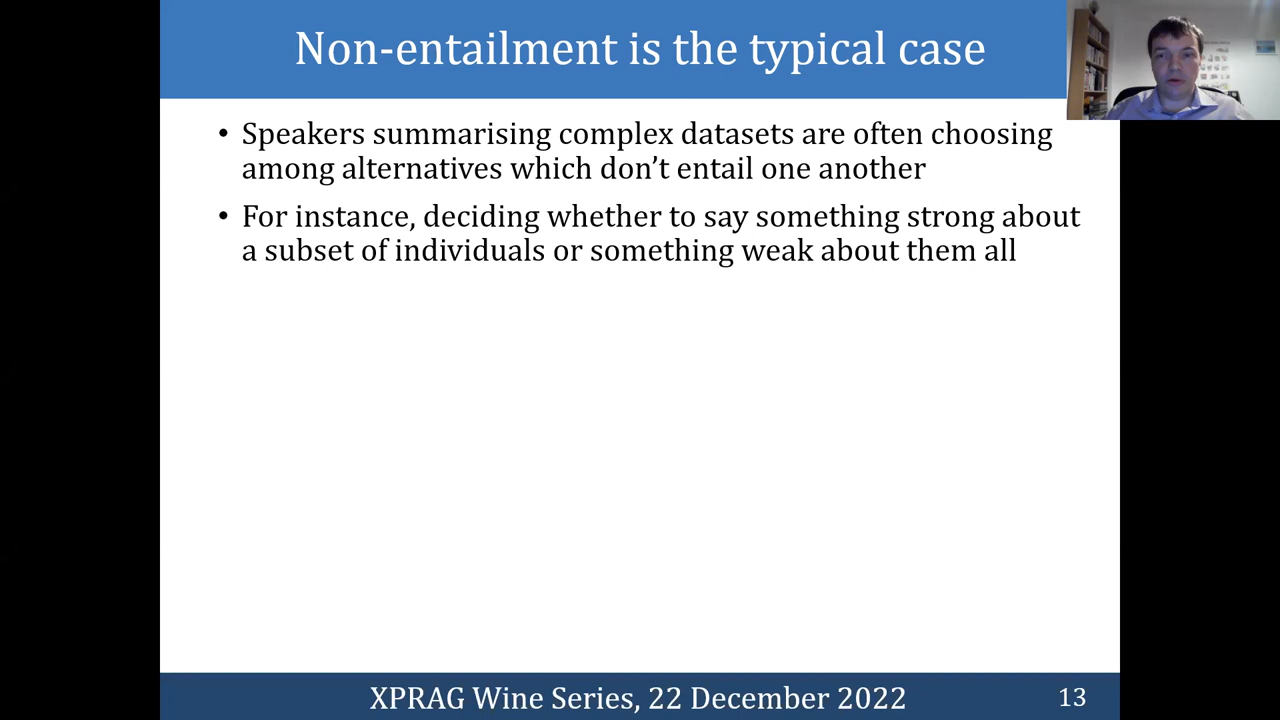 Non-entailment is the typical case
• Speakers summarising complex datasets are often choosing
among alternatives which don’t entail one another
• For instance, deciding whether to say something strong about
a subset of individuals or something weak about them all
XPRAG Wine Series, 22 December 2022
13